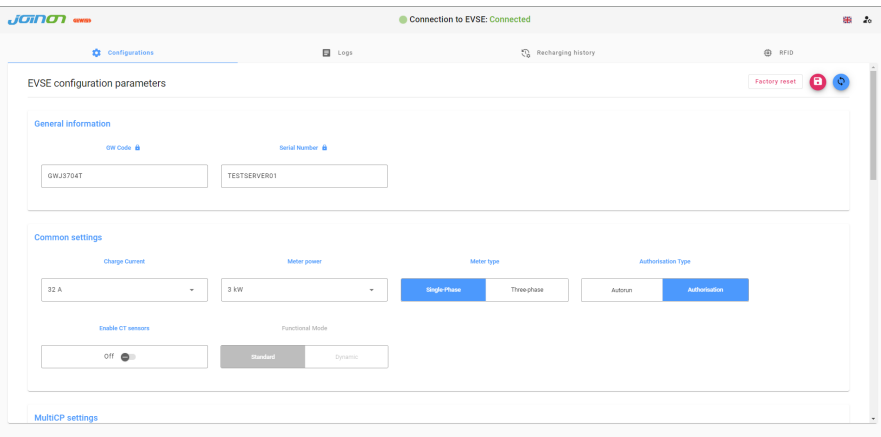 JOINON GEWISS
Connection to EVSE: Connected
Configurations
Logs
Recharging history
RFID
EVSE configuration parameters
Factory reset
General information
GW Code
Serial Number
GWJ3704T
TESTSERVER01
Common settings
Charge Current
Meter power
Meter type
Authorisation Type
32 A
3 kW
Single-Phase
Three-phase
Autorun
Authorisation
Enable CT sensors
Functional Mode
Off
Standard
Dynamic
MultiCP settings